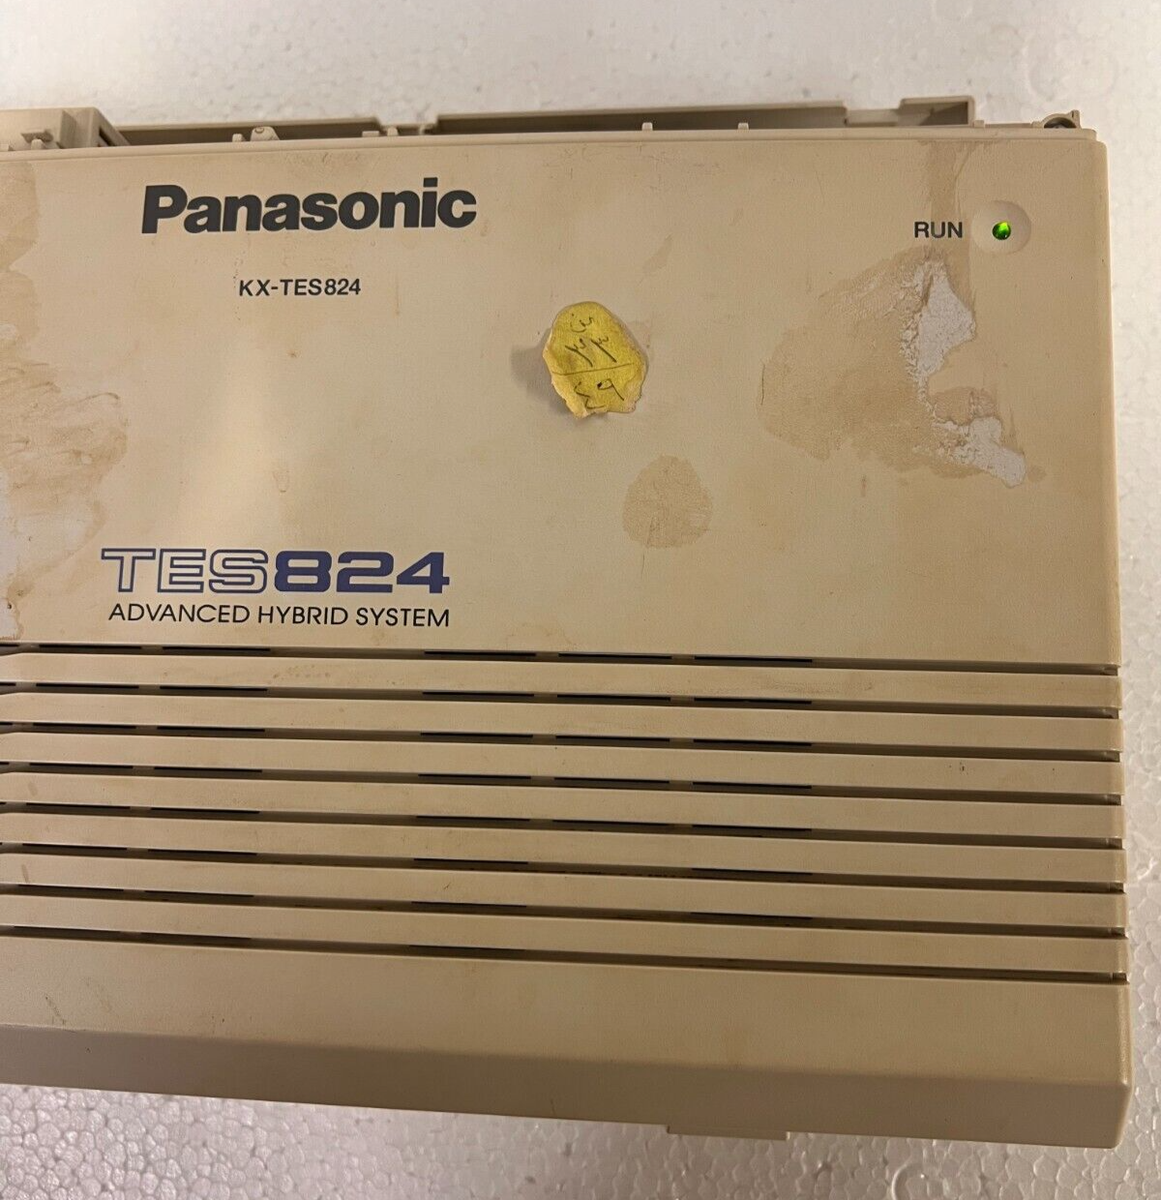 Panasonic
RUN
KX-TES824
TES824
ADVANCED HYBRID SYSTEM